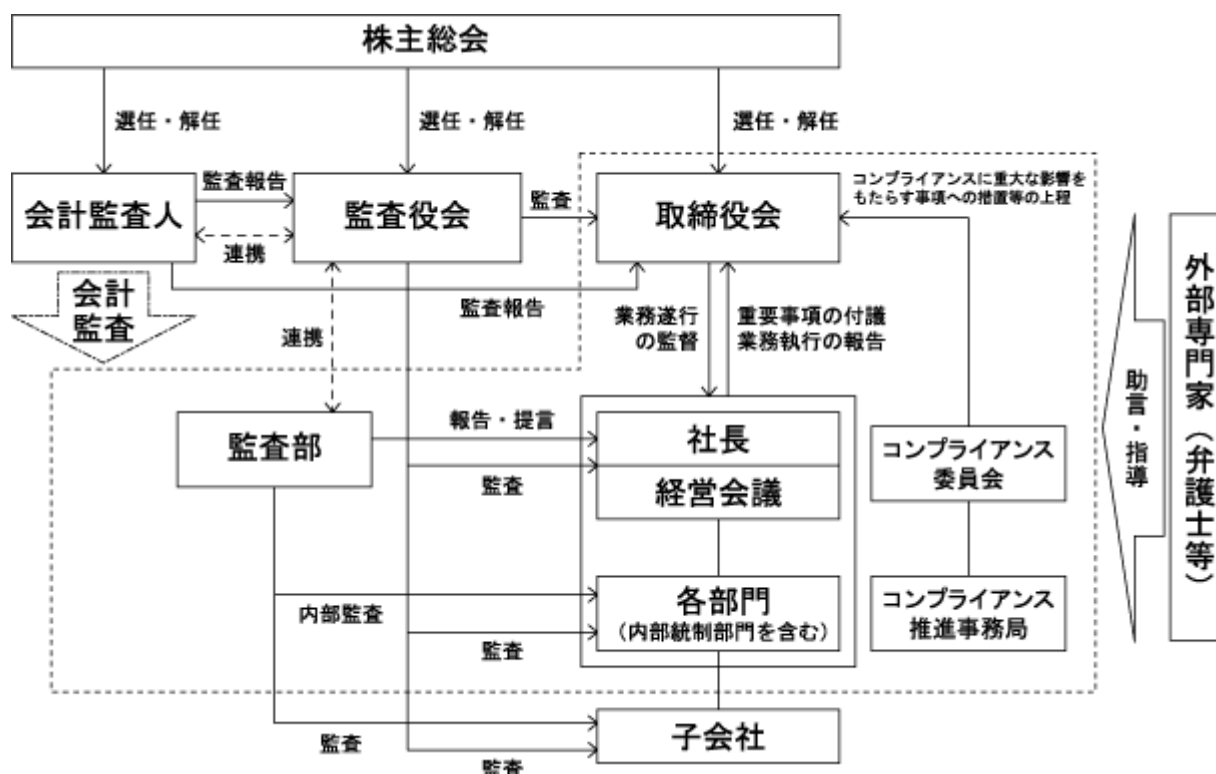 株主総会
選任・解任
選任・解任
選任・解任
会計監査人
監査報告
連携
監査役会
監査
取締役会
コンプライアンスに重大な影響を
もたらす事項への措置等の上程
会計
監査
監査報告
連携
業務遂行
の監督
重要事項の付議
業務執行の報告
外部専門家（弁護士等）
助言・指導
監査部
報告・提言
監査
社長
経営会議
コンプライアンス
委員会
内部監査
監査
各部門
（内部統制部門を含む）
コンプライアンス
推進事務局
監査
監査
子会社